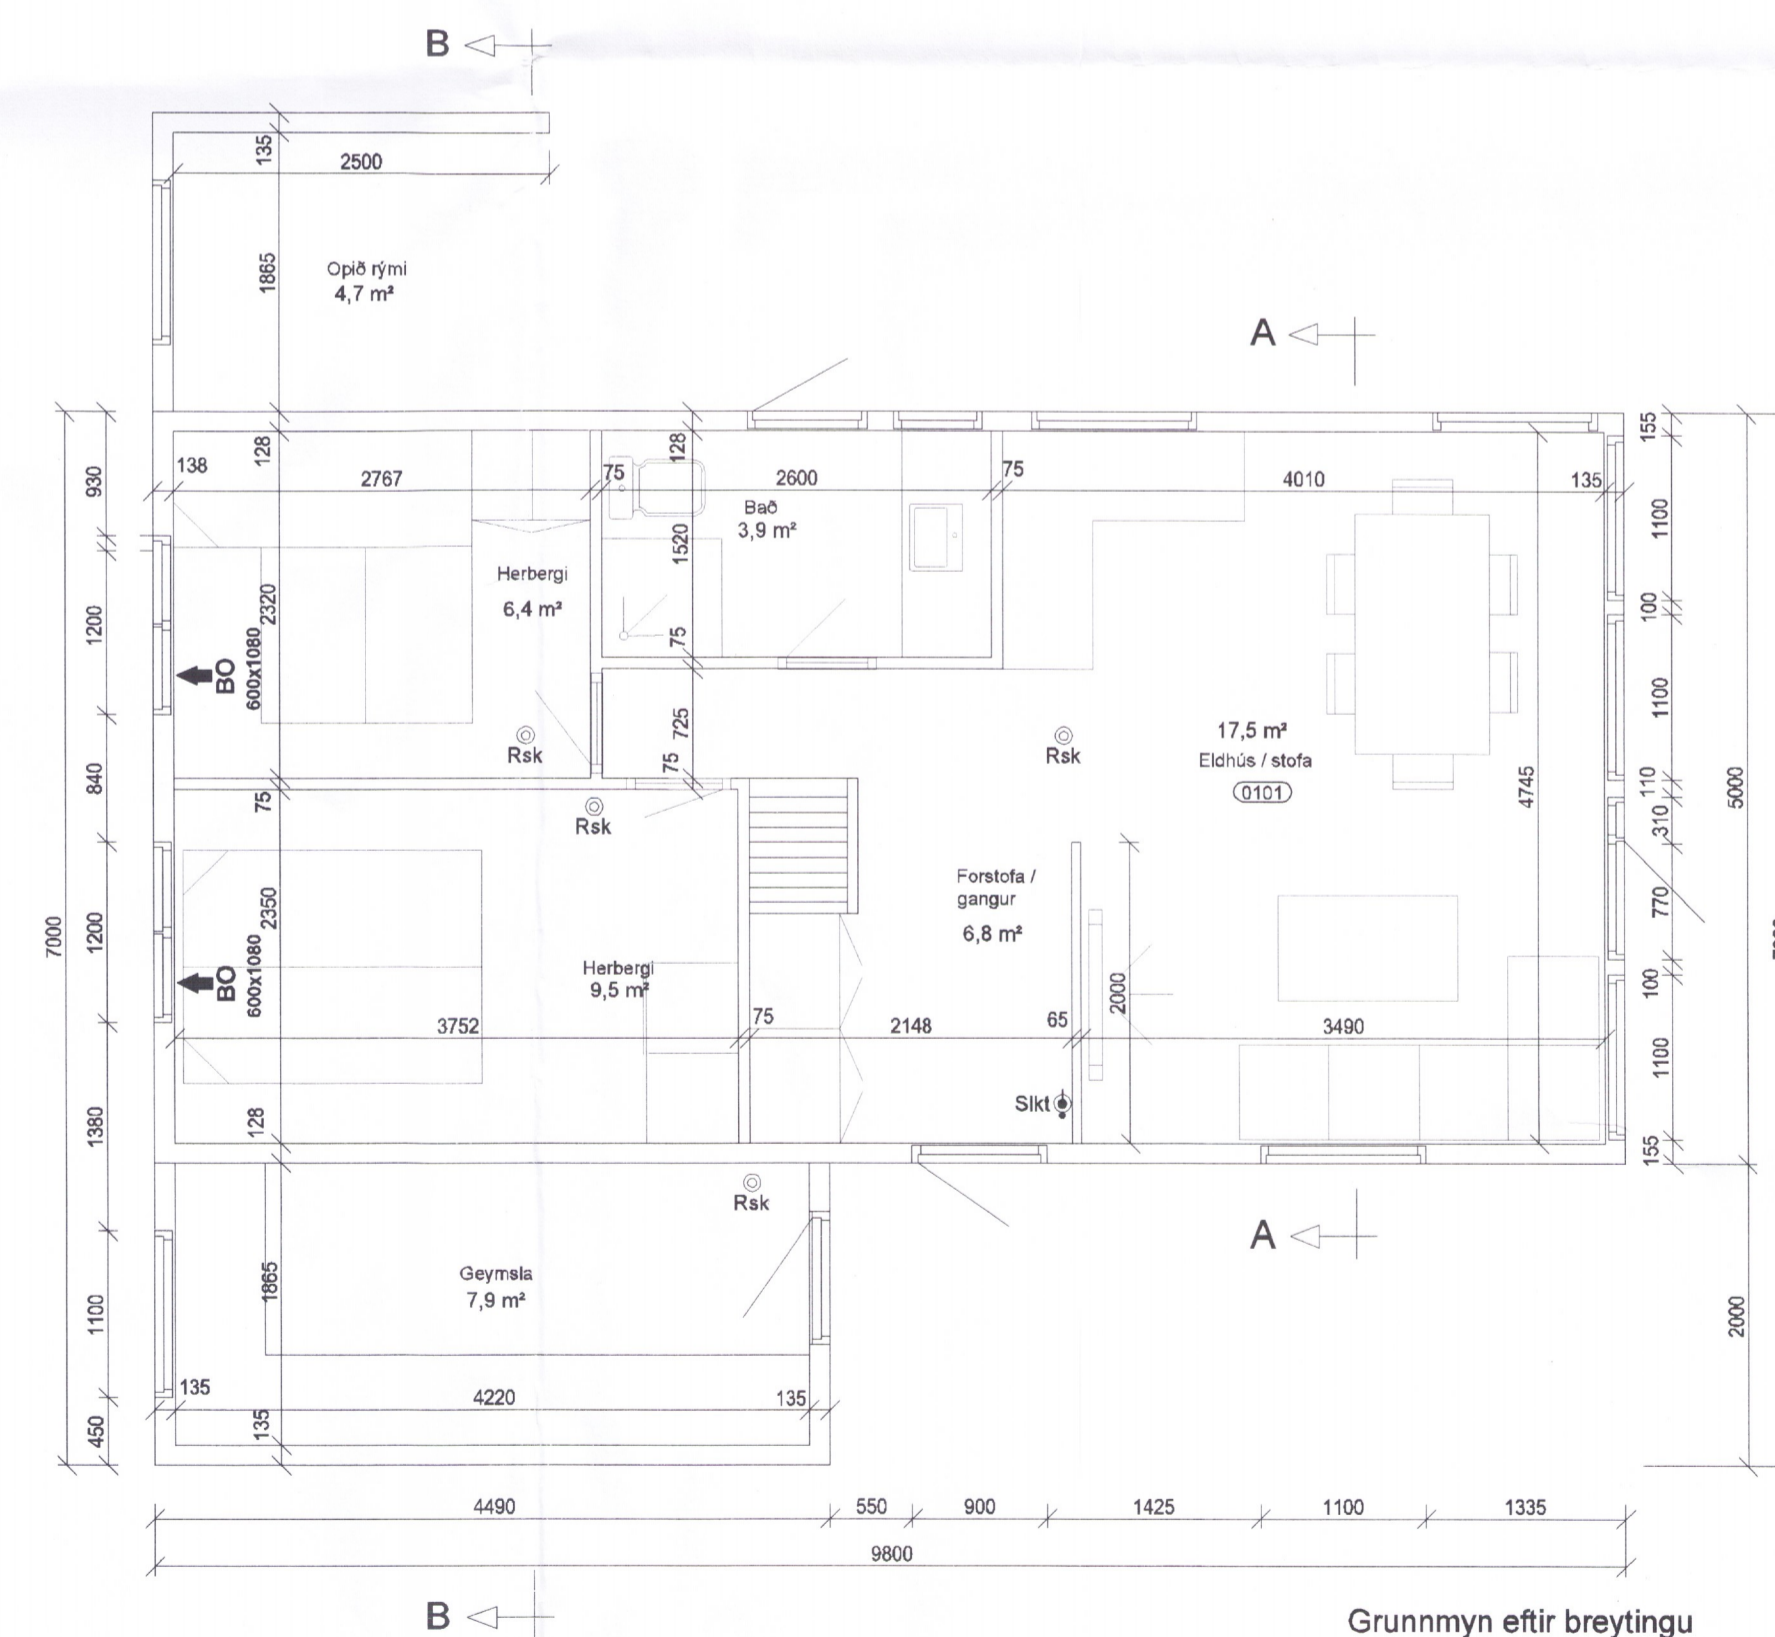 B
135
2500
1865
Opið rými
4,7 m²
A
930
138
128
2767
75
128
2600
75
4010
135
155
Bað
3,9 m²
1520
1100
Herbergi
6,4 m²
2320
1200
BO
600x1080
75
100
Rsk
725
Rsk
17,5 m²
Eldhús / stofa
0101
1100
840
75
75
4745
110
5000
Rsk
310
7000
2350
Forstofa /
gangur
6,8 m²
770
1200
BO
600x1080
Herbergi
9,5 m²
2000
100
3752
75
2148
65
3490
1100
1380
128
Slkt
155
Rsk
A
Geymsla
7,9 m²
1865
1100
2000
135
4220
135
450
135
4490
550
900
1425
1100
1335
9800
B
Grunnmyn eftir breytingu